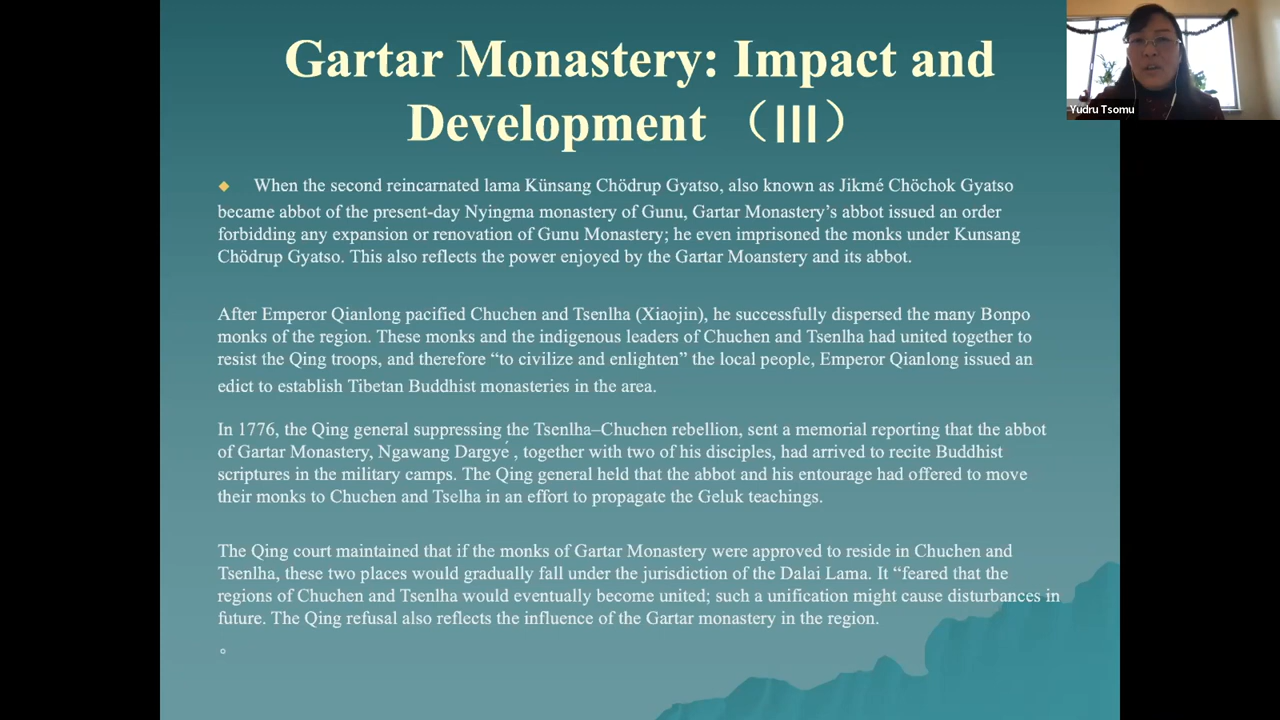 Gartar Monastery: Impact and
Development （III）
Yudru Tsomu
◆ When the second reincarnated lama Künsang Chödrup Gyatso, also known as Jikmé Chöchok Gyatso
became abbot of the present-day Nyingma monastery of Gunu, Gartar Monastery’s abbot issued an order
forbidding any expansion or renovation of Gunu Monastery; he even imprisoned the monks under Kunsang
Chödrup Gyatso. This also reflects the power enjoyed by the Gartar Moanstery and its abbot.
After Emperor Qianlong pacified Chuchen and Tsenlha (Xiaojin), he successfully dispersed the many Bonpo
monks of the region. These monks and the indigenous leaders of Chuchen and Tsenlha had united together to
resist the Qing troops, and therefore “to civilize and enlighten” the local people, Emperor Qianlong issued an
edict to establish Tibetan Buddhist monasteries in the area.
In 1776, the Qing general suppressing the Tsenlha–Chuchen rebellion, sent a memorial reporting that the abbot
of Gartar Monastery, Ngawang Dargyé , together with two of his disciples, had arrived to recite Buddhist
scriptures in the military camps. The Qing general held that the abbot and his entourage had offered to move
their monks to Chuchen and Tselha in an effort to propagate the Geluk teachings.
The Qing court maintained that if the monks of Gartar Monastery were approved to reside in Chuchen and
Tsenlha, these two places would gradually fall under the jurisdiction of the Dalai Lama. It “feared that the
regions of Chuchen and Tsenlha would eventually become united; such a unification might cause disturbances in
future. The Qing refusal also reflects the influence of the Gartar monastery in the region.
。